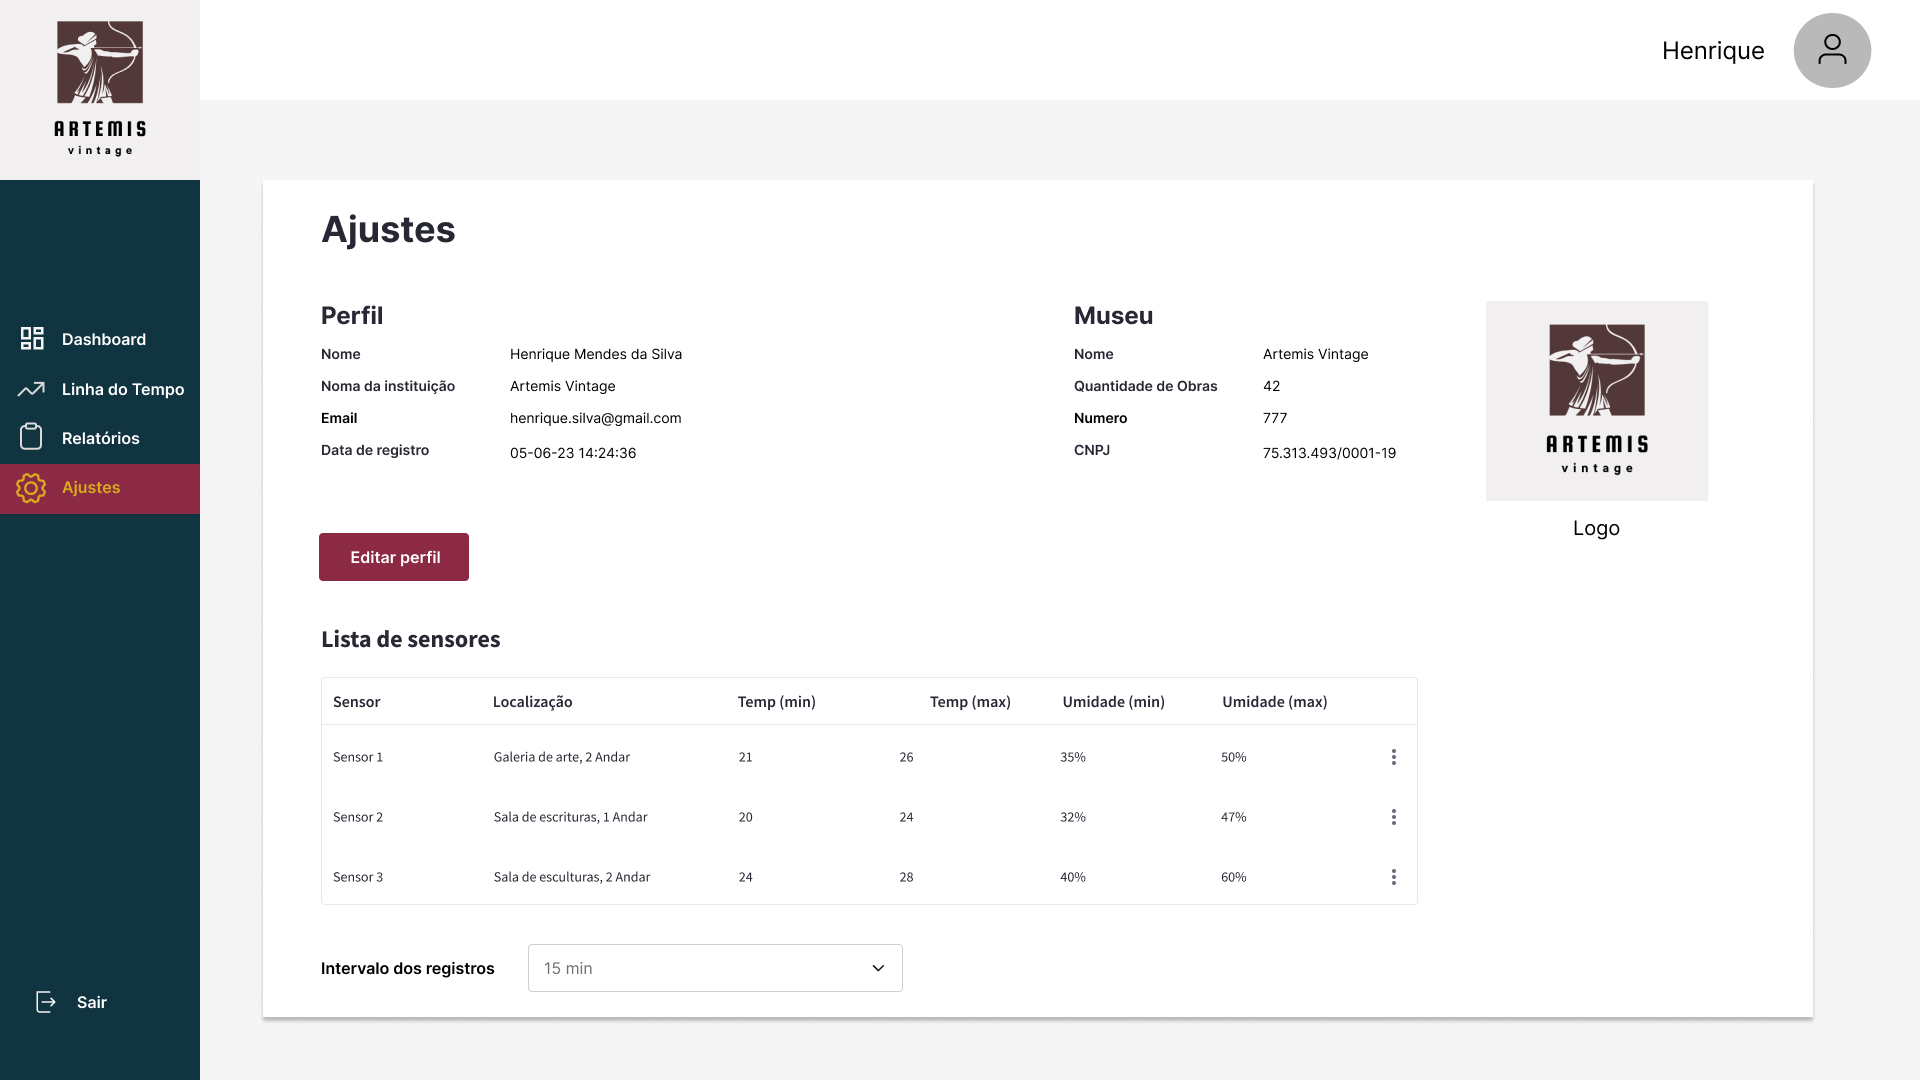 ARTEMIS
vintage
Henrique
Dashboard
Linha do Tempo
Relatórios
Ajustes
Sair
Ajustes
Perfil
Nome Henrique Mendes da Silva
Noma da instituição Artemis Vintage
Email henrique.silva@gmail.com
Data de registro 05-06-23 14:24:36
Museu
Nome Artemis Vintage
Quantidade de Obras 42
Numero 777
CNPJ 75.313.493/0001-19
ARTEMIS
vintage
Logo
Editar perfil
Lista de sensores
Sensor Localização Temp (min) Temp (max) Umidade (min) Umidade (max)
Sensor 1 Galeria de arte, 2 Andar 21 26 35% 50%
Sensor 2 Sala de escrituras, 1 Andar 20 24 32% 47%
Sensor 3 Sala de esculturas, 2 Andar 24 28 40% 60%
Intervalo dos registros 15 min